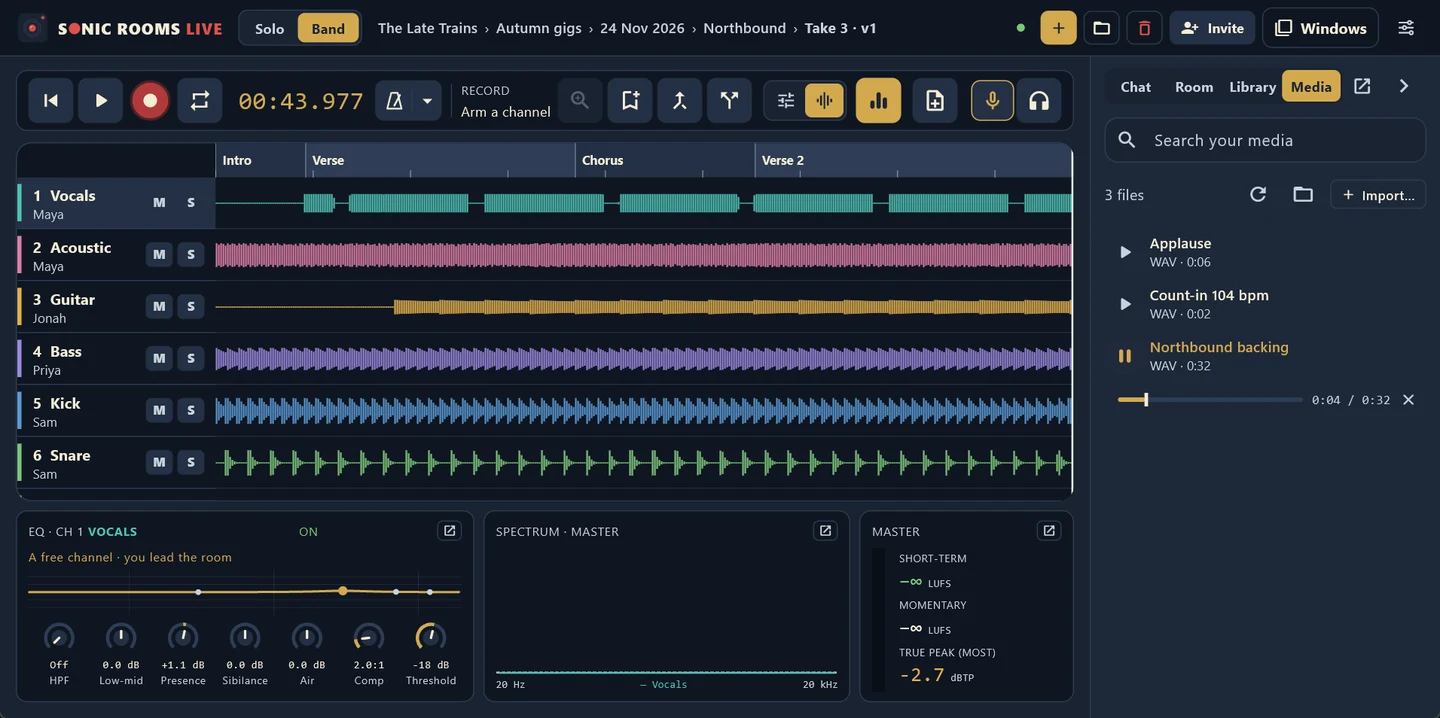 SONIC ROOMS LIVE
Solo Band
The Late Trains › Autumn gigs › 24 Nov 2026 › Northbound › Take 3 · v1
Invite
Windows
00:43.977
RECORD
Arm a channel
Chat Room Library Media
Search your media
3 files
Import...
Applause
WAV · 0:06
Count-in 104 bpm
WAV · 0:02
Northbound backing
WAV · 0:32
0:04 / 0:32
Intro Verse Chorus Verse 2
1 Vocals M S
Maya
2 Acoustic M S
Maya
3 Guitar M S
Jonah
4 Bass M S
Priya
5 Kick M S
Sam
6 Snare M S
Sam
EQ · CH 1 VOCALS ON
A free channel · you lead the room
Off 0.0 dB +1.1 dB 0.0 dB 0.0 dB 2.0:1 -18 dB
HPF Low-mid Presence Sibilance Air Comp Threshold
SPECTRUM · MASTER
20 Hz — Vocals 20 kHz
MASTER
SHORT-TERM
-∞ LUFS
MOMENTARY
-∞ LUFS
TRUE PEAK (MOST)
-2.7 dBTP